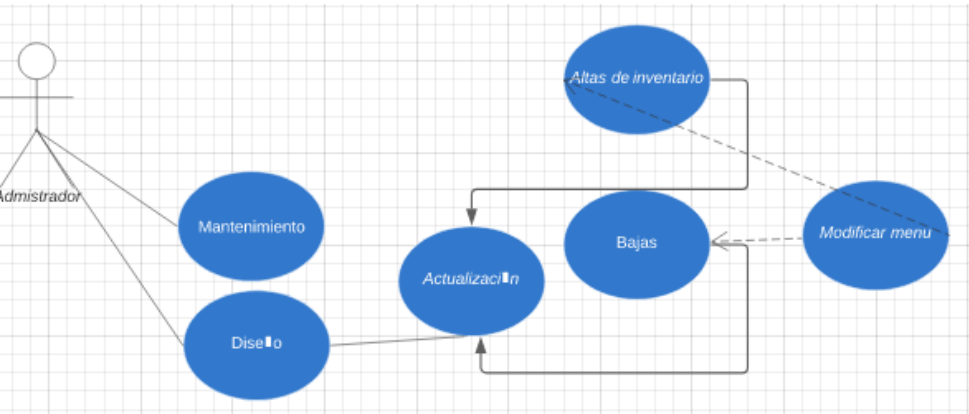 Altas de inventario
Admistrador
Mantenimiento
Modificar menu
Bajas
Actualizaci▮n
Dise▮o